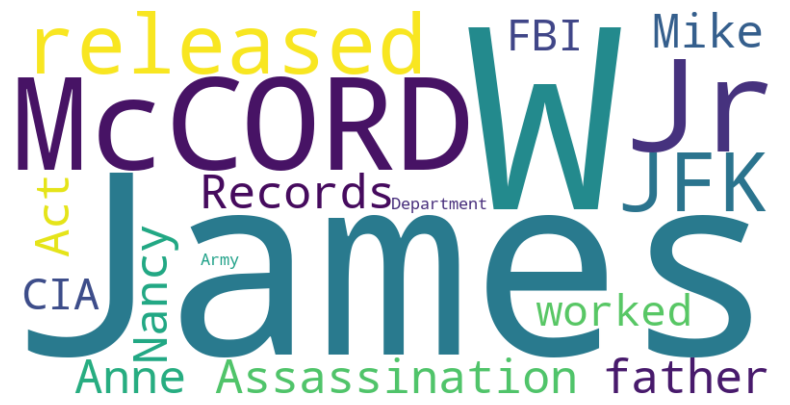 released
FBI
Mike
McCORD
W
Jr
JFK
Act
Records
Department
James
Nancy
Army
CIA
worked
Anne
Assassination
father